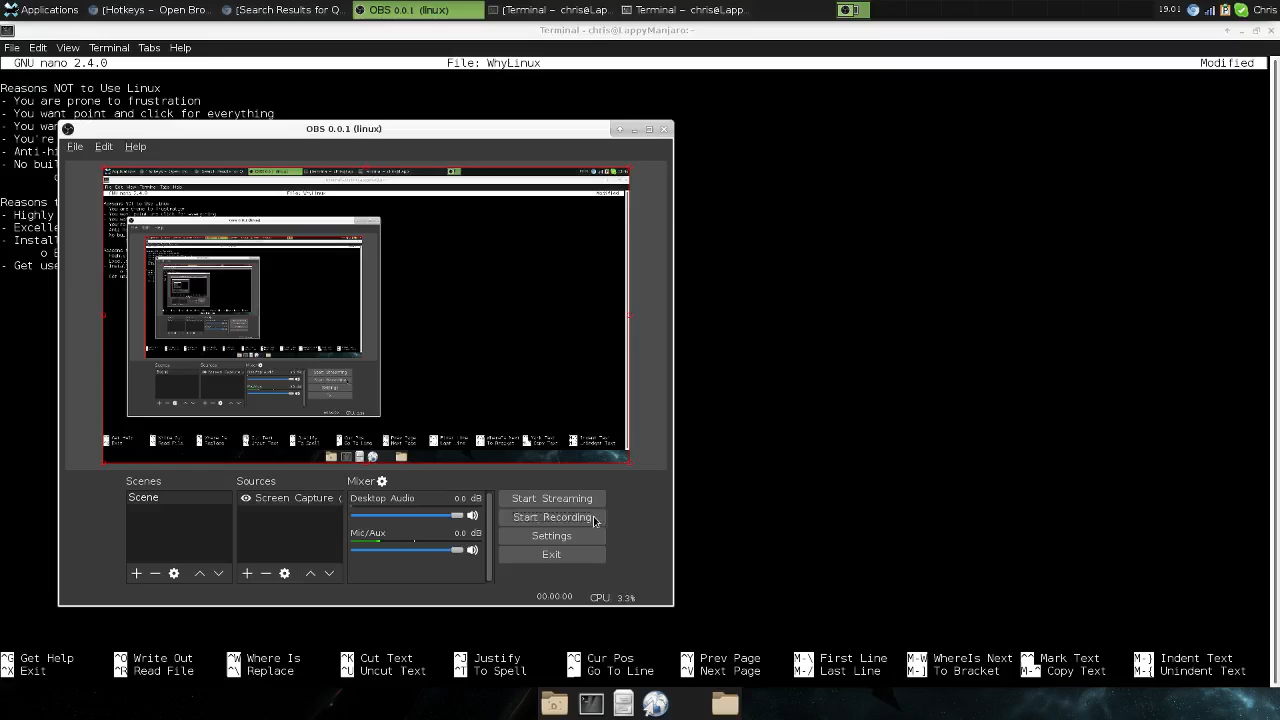 Applications [Hotkeys – Open Bro... [Search Results for Q... OBS 0.0.1 (linux) [Terminal – chris@Lap... Terminal – chris@Lapp... 19.01 Chris
Terminal – chris@LappyManjaro:~
File Edit View Terminal Tabs Help
GNU nano 2.4.0 File: WhyLinux Modified
Reasons NOT to Use Linux
- You are prone to frustration
- You want point and click for everything
- You wan
- You're
- Anti-hi
- No buil
Reasons
- Highly
- Excelle
- Install
o E
- Get use
OBS 0.0.1 (linux)
File Edit Help
Scenes
Scene
Sources
Screen Capture (
Mixer
Desktop Audio 0.0 dB
Mic/Aux 0.0 dB
Start Streaming
Start Recording
Settings
Exit
00:00:00 CPU 3.3%
^G Get Help ^O Write Out ^W Where Is ^K Cut Text ^J Justify ^C Cur Pos ^Y Prev Page M-\ First Line M-W WhereIs Next ^^ Mark Text M-} Indent Text
^X Exit ^R Read File ^\ Replace ^U Uncut Text ^T To Spell ^_ Go To Line ^V Next Page M-/ Last Line M-] To Bracket M-^ Copy Text M-{ Unindent Text